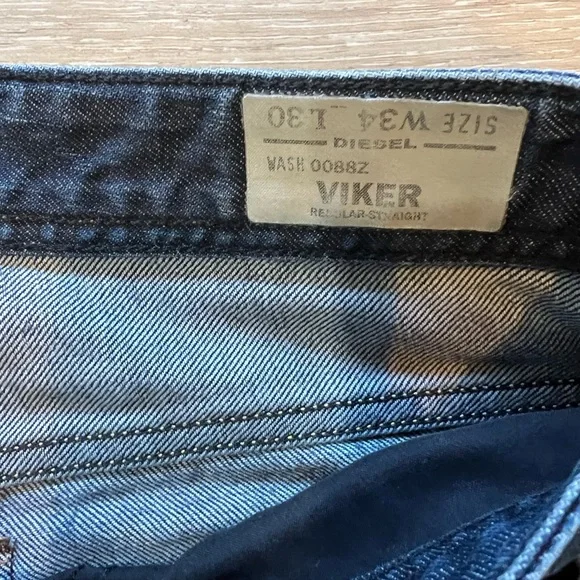 SIZE W34 L30
DIESEL
WASH 0088Z
VIKER
REGULAR-STRAIGHT